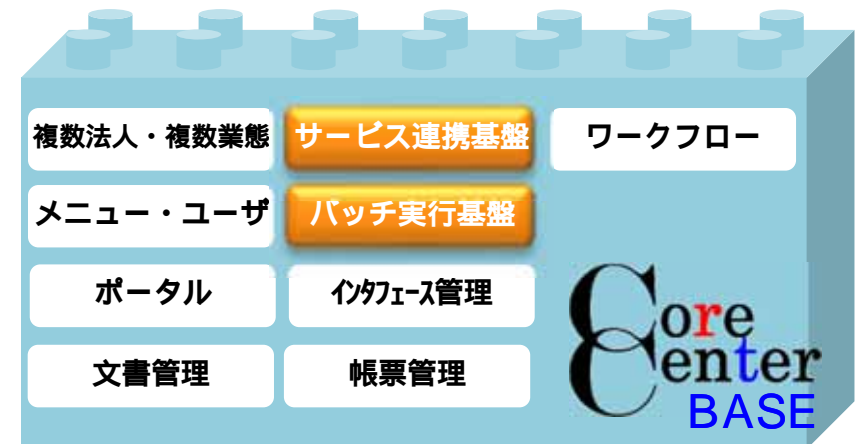 複数法人・複数業態
サービス連携基盤
ワークフロー
メニュー・ユーザ
バッチ実行基盤
ポータル
ｲﾝﾀﾌｪｰｽ管理
文書管理
帳票管理
Core
Center
BASE